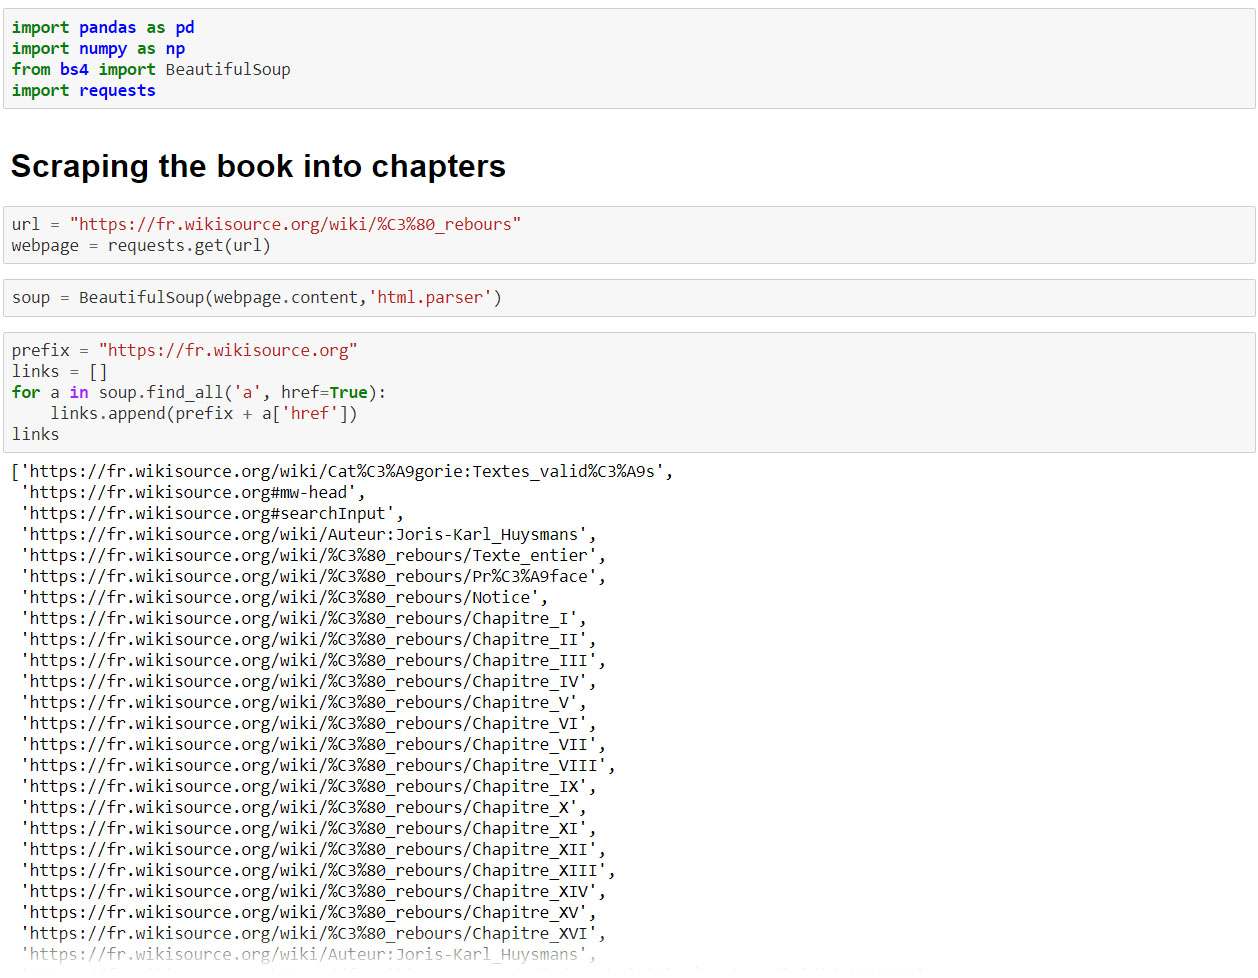 import pandas as pd
import numpy as np
from bs4 import BeautifulSoup
import requests
Scraping the book into chapters
url = "https://fr.wikisource.org/wiki/%C3%80_rebours"
webpage = requests.get(url)
soup = BeautifulSoup(webpage.content,'html.parser')
prefix = "https://fr.wikisource.org"
links = []
for a in soup.find_all('a', href=True):
    links.append(prefix + a['href'])
links
['https://fr.wikisource.org/wiki/Cat%C3%A9gorie:Textes_valid%C3%A9s',
 'https://fr.wikisource.org#mw-head',
 'https://fr.wikisource.org#searchInput',
 'https://fr.wikisource.org/wiki/Auteur:Joris-Karl_Huysmans',
 'https://fr.wikisource.org/wiki/%C3%80_rebours/Texte_entier',
 'https://fr.wikisource.org/wiki/%C3%80_rebours/Pr%C3%A9face',
 'https://fr.wikisource.org/wiki/%C3%80_rebours/Notice',
 'https://fr.wikisource.org/wiki/%C3%80_rebours/Chapitre_I',
 'https://fr.wikisource.org/wiki/%C3%80_rebours/Chapitre_II',
 'https://fr.wikisource.org/wiki/%C3%80_rebours/Chapitre_III',
 'https://fr.wikisource.org/wiki/%C3%80_rebours/Chapitre_IV',
 'https://fr.wikisource.org/wiki/%C3%80_rebours/Chapitre_V',
 'https://fr.wikisource.org/wiki/%C3%80_rebours/Chapitre_VI',
 'https://fr.wikisource.org/wiki/%C3%80_rebours/Chapitre_VII',
 'https://fr.wikisource.org/wiki/%C3%80_rebours/Chapitre_VIII',
 'https://fr.wikisource.org/wiki/%C3%80_rebours/Chapitre_IX',
 'https://fr.wikisource.org/wiki/%C3%80_rebours/Chapitre_X',
 'https://fr.wikisource.org/wiki/%C3%80_rebours/Chapitre_XI',
 'https://fr.wikisource.org/wiki/%C3%80_rebours/Chapitre_XII',
 'https://fr.wikisource.org/wiki/%C3%80_rebours/Chapitre_XIII',
 'https://fr.wikisource.org/wiki/%C3%80_rebours/Chapitre_XIV',
 'https://fr.wikisource.org/wiki/%C3%80_rebours/Chapitre_XV',
 'https://fr.wikisource.org/wiki/%C3%80_rebours/Chapitre_XVI',
 'https://fr.wikisource.org/wiki/Auteur:Joris-Karl_Huysmans',